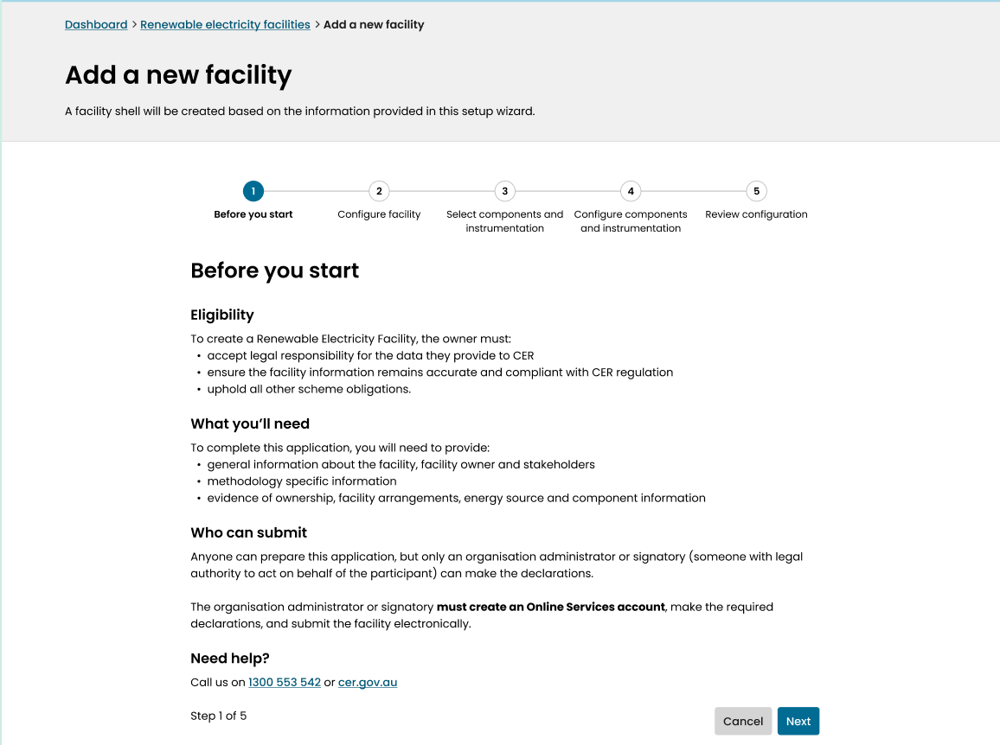 Dashboard > Renewable electricity facilities > Add a new facility
Add a new facility
A facility shell will be created based on the information provided in this setup wizard.
1
Before you start
2
Configure facility
3
Select components and
instrumentation
4
Configure components
and instrumentation
5
Review configuration
Before you start
Eligibility
To create a Renewable Electricity Facility, the owner must:
• accept legal responsibility for the data they provide to CER
• ensure the facility information remains accurate and compliant with CER regulation
• uphold all other scheme obligations.
What you’ll need
To complete this application, you will need to provide:
• general information about the facility, facility owner and stakeholders
• methodology specific information
• evidence of ownership, facility arrangements, energy source and component information
Who can submit
Anyone can prepare this application, but only an organisation administrator or signatory (someone with legal
authority to act on behalf of the participant) can make the declarations.
The organisation administrator or signatory must create an Online Services account, make the required
declarations, and submit the facility electronically.
Need help?
Call us on 1300 553 542 or cer.gov.au
Step 1 of 5
Cancel
Next